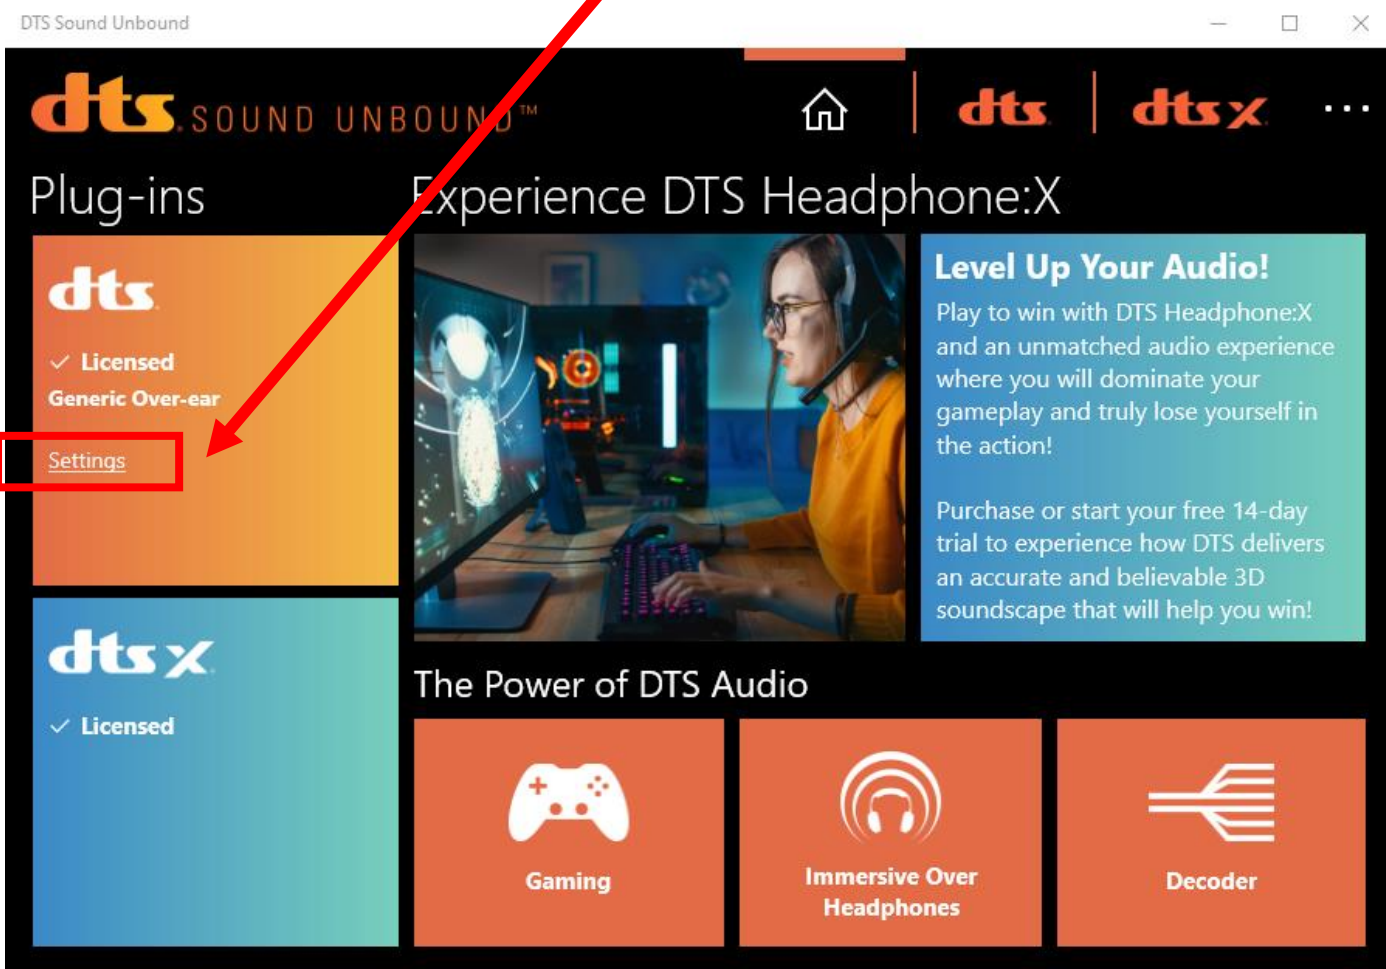 DTS Sound Unbound
dts SOUND UNBOUND™
dts
dts x
Plug-ins
dts
✓ Licensed
Generic Over-ear
Settings
dts x
✓ Licensed
Experience DTS Headphone:X
Level Up Your Audio!
Play to win with DTS Headphone:X
and an unmatched audio experience
where you will dominate your
gameplay and truly lose yourself in
the action!
Purchase or start your free 14-day
trial to experience how DTS delivers
an accurate and believable 3D
soundscape that will help you win!
The Power of DTS Audio
Gaming
Immersive Over
Headphones
Decoder